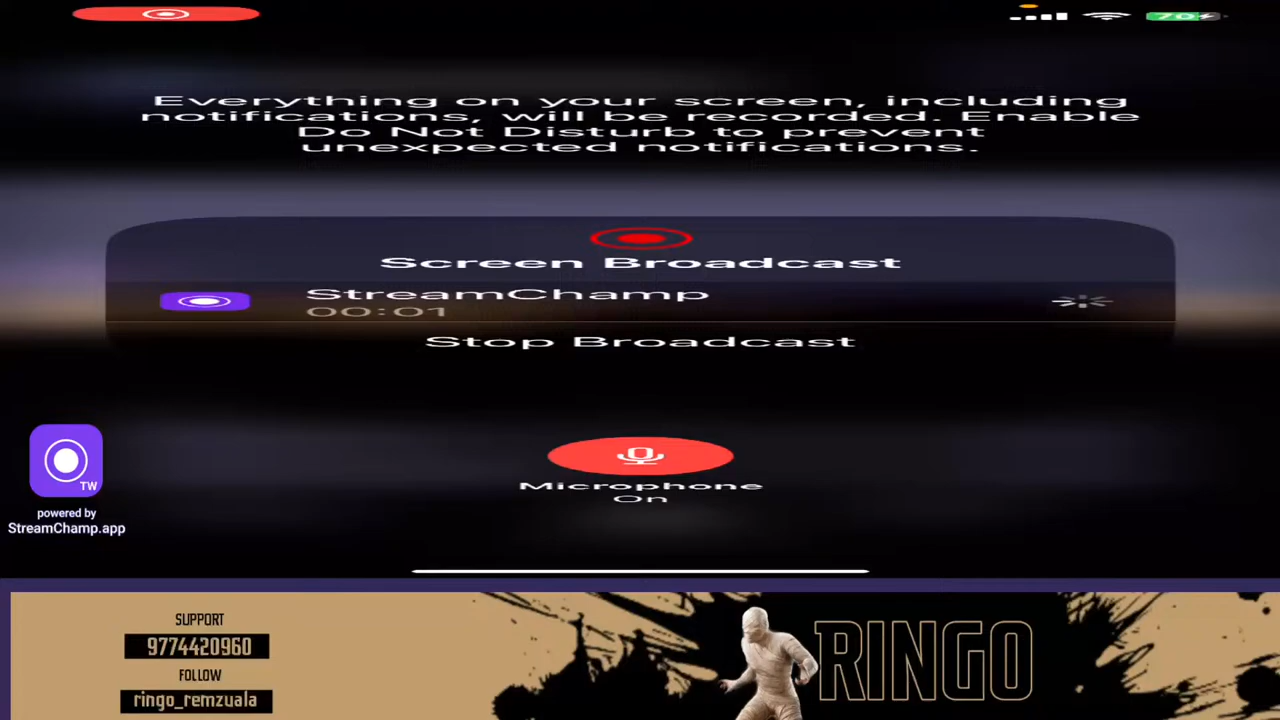 70
Everything on your screen, including
notifications, will be recorded. Enable
Do Not Disturb to prevent
unexpected notifications.
Screen Broadcast
StreamChamp
00:01
Stop Broadcast
Microphone
On
TW
powered by
StreamChamp.app
SUPPORT
9774420960
FOLLOW
ringo_remzuala
RINGO